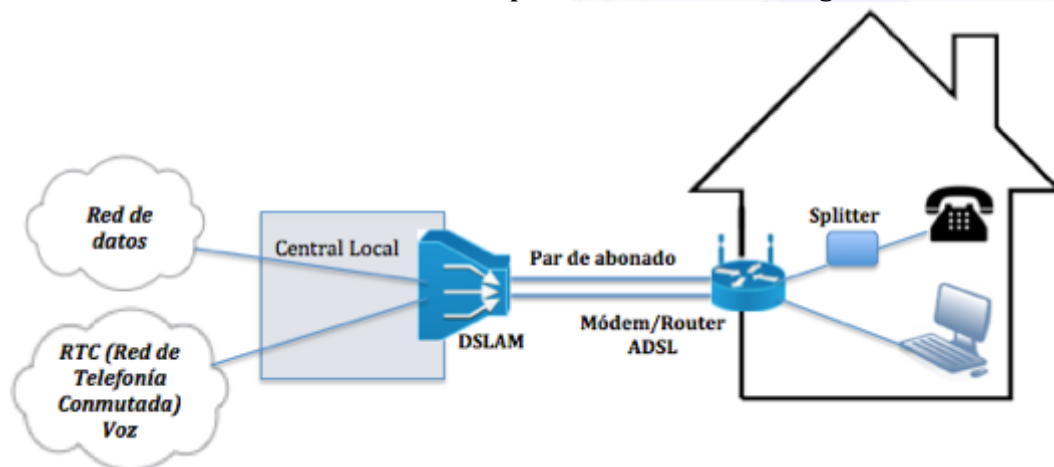 Red de
datos
Central Local
RTC (Red de
Telefonía
Conmutada)
Voz
DSLAM
Par de abonado
Módem/Router
ADSL
Splitter